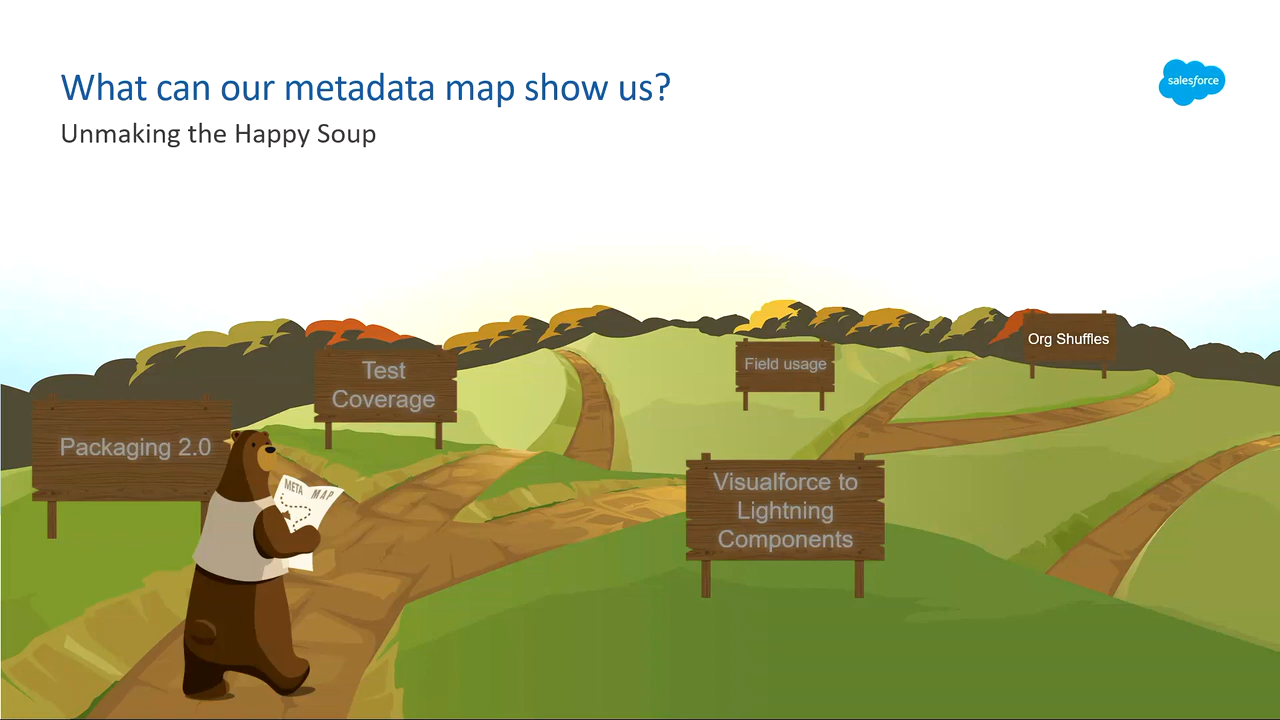 What can our metadata map show us?
Unmaking the Happy Soup
salesforce
Org Shuffles
Test
Coverage
Field usage
Packaging 2.0
META MAP
Visualforce to
Lightning
Components